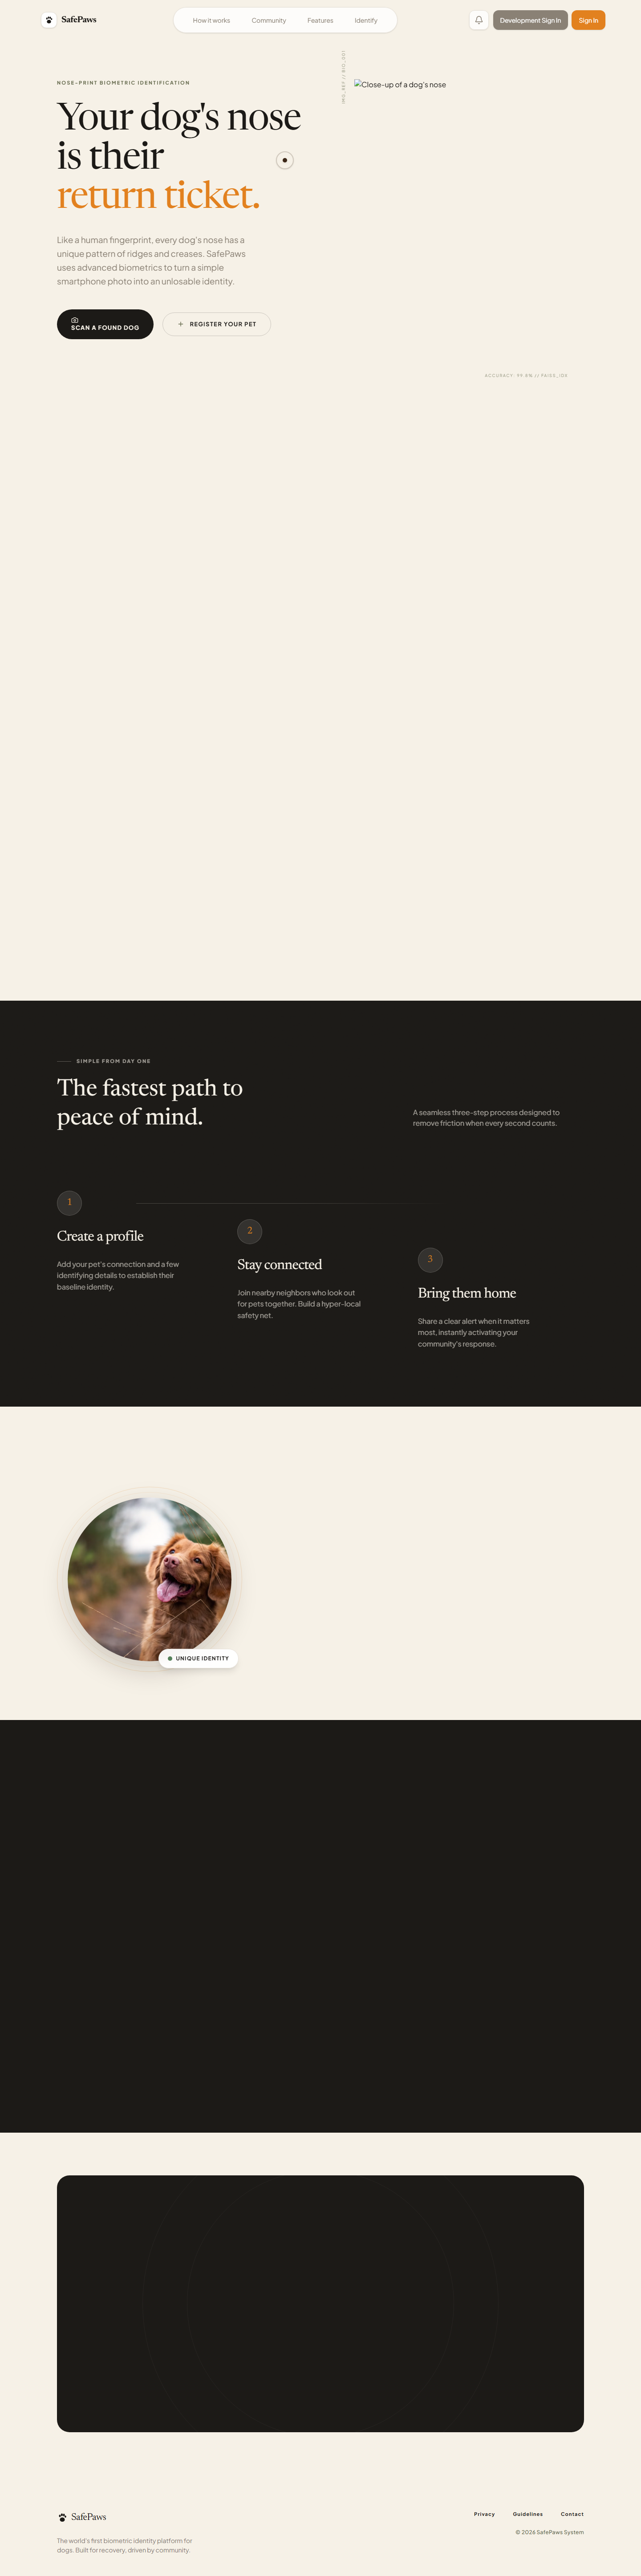 SafePaws
How it works
Community
Features
Identify
Development Sign In
Sign In
NOSE-PRINT BIOMETRIC IDENTIFICATION
Your dog's nose
is their
return ticket.
Like a human fingerprint, every dog's nose has a
unique pattern of ridges and creases. SafePaws
uses advanced biometrics to turn a simple
smartphone photo into an unlosable identity.
SCAN A FOUND DOG
REGISTER YOUR PET
IMG_REF // BIO_001
Close-up of a dog's nose
ACCURACY: 99.8% // FAISS_IDX
SIMPLE FROM DAY ONE
The fastest path to
peace of mind.
A seamless three-step process designed to
remove friction when every second counts.
1
Create a profile
Add your pet's connection and a few
identifying details to establish their
baseline identity.
2
Stay connected
Join nearby neighbors who look out
for pets together. Build a hyper-local
safety net.
3
Bring them home
Share a clear alert when it matters
most, instantly activating your
community's response.
UNIQUE IDENTITY
SafePaws
The world's first biometric identity platform for
dogs. Built for recovery, driven by community.
Privacy
Guidelines
Contact
© 2026 SafePaws System